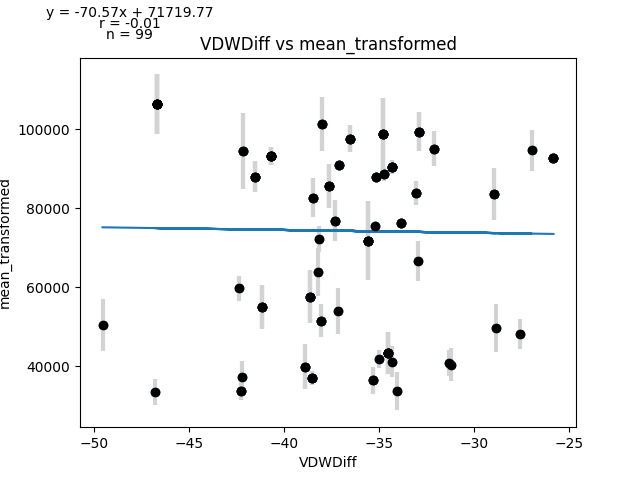 y = -70.57x + 71719.77
r = -0.01
n = 99
VDWDiff vs mean_transformed
mean_transformed
100000
80000
60000
40000
−50
−45
−40
−35
−30
−25
VDWDiff